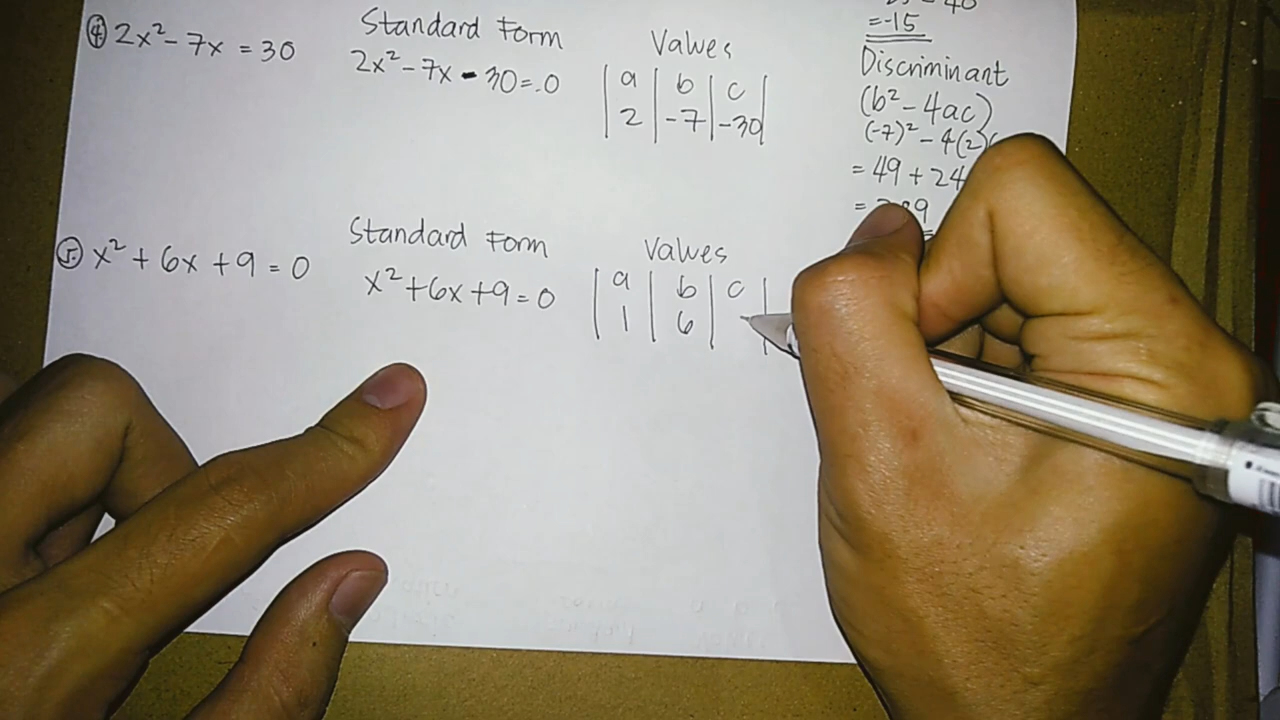 = -15
④ 2x² - 7x = 30
Standard Form
2x² - 7x - 30 = 0
Values
a | b | c
2 | -7 | -30
Discriminant
(b² - 4ac)
(-7)² - 4(2)(
= 49 + 24
=
⑤ x² + 6x + 9 = 0
Standard Form
x² + 6x + 9 = 0
Values
a | b | c
1 | 6 |